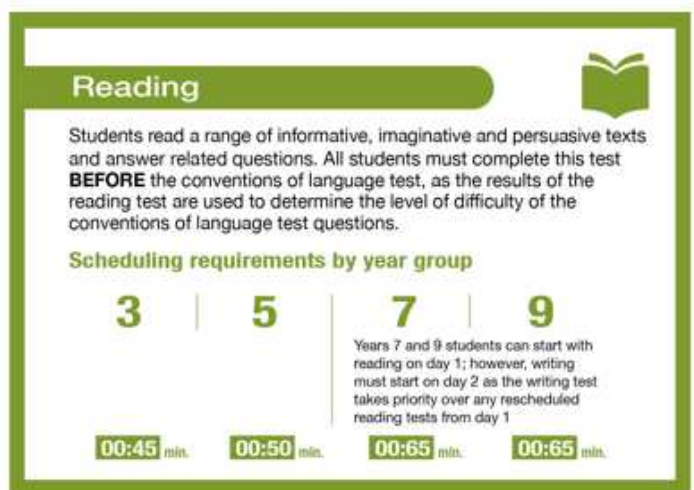 Reading
Students read a range of informative, imaginative and persuasive texts
and answer related questions. All students must complete this test
BEFORE the conventions of language test, as the results of the
reading test are used to determine the level of difficulty of the
conventions of language test questions.
Scheduling requirements by year group
3 5 7 9
Years 7 and 9 students can start with
reading on day 1; however, writing
must start on day 2 as the writing test
takes priority over any rescheduled
reading tests from day 1
00:45 min. 00:50 min. 00:65 min. 00:65 min.